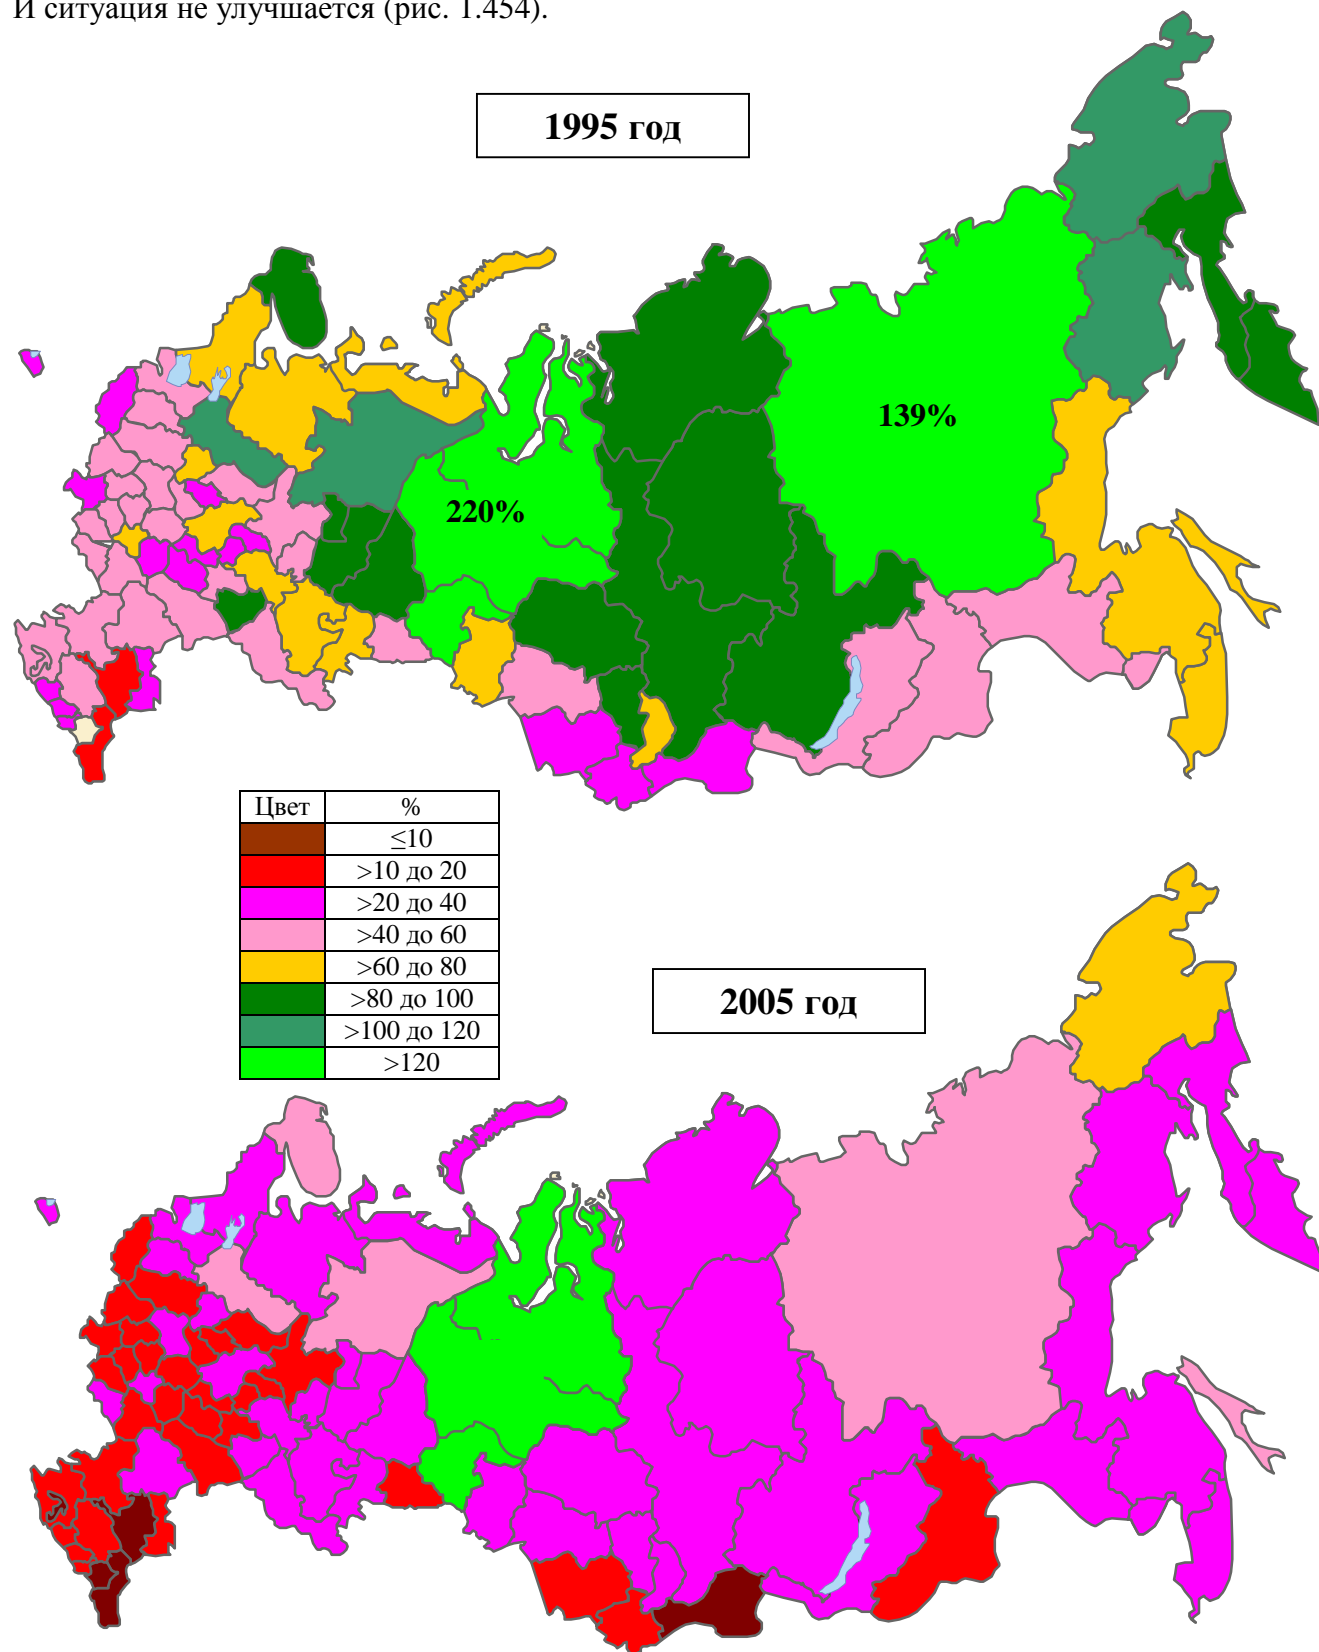 И ситуация не улучшается (рис. 1.454).
1995 год
139%
220%
Цвет %
≤10
>10 до 20
>20 до 40
>40 до 60
>60 до 80
>80 до 100
>100 до 120
>120
2005 год